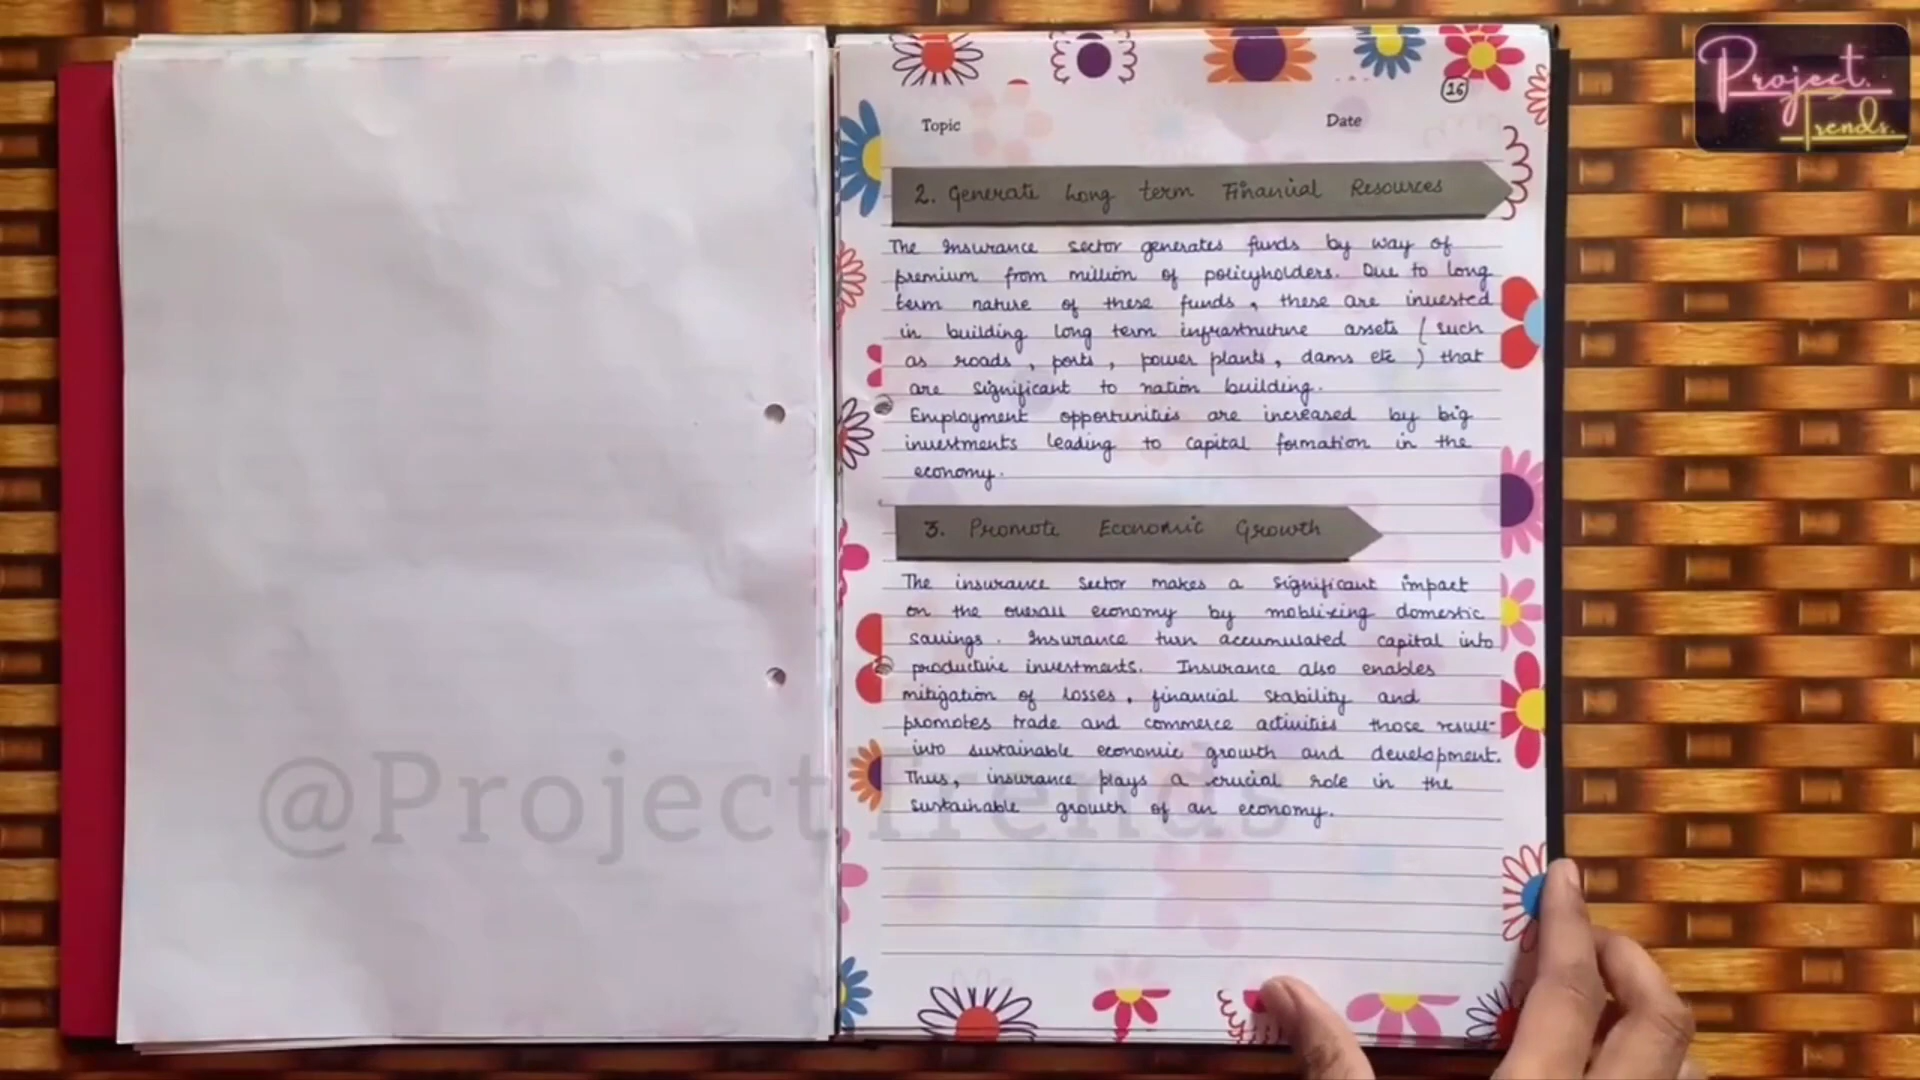 Project
Trends.
16
Topic
Date
2. Generate Long term Financial Resources
The Insurance sector generates funds by way of
premium from million of policyholders. Due to long
term nature of these funds, these are invested
in building long term infrastructure assets (such
as roads, ports, power plants, dams etc) that
are significant to nation building.
Employment opportunities are increased by big
investments leading to capital formation in the
economy.
3. Promote Economic Growth
The insurance sector makes a significant impact
on the overall economy by moblizing domestic
savings. Insurance turn accumulated capital into
productive investments. Insurance also enables
mitigation of losses, financial stability and
promotes trade and commerce activities those result
into sustainable economic growth and development.
Thus, insurance plays a crucial role in the
sustainable growth of an economy.
@ProjectTrends